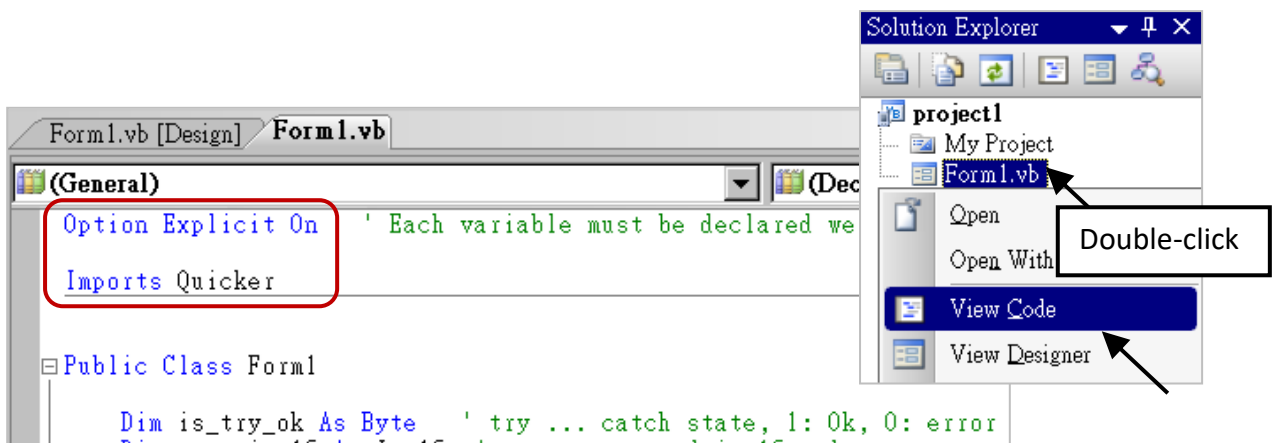 Solution Explorer
project1
My Project
Form1.vb
Open
Open With
View Code
View Designer
Double-click
Form1.vb [Design] Form1.vb
(General) (Dec
Option Explicit On ' Each variable must be declared we
Imports Quicker
Public Class Form1
Dim is_try_ok As Byte ' try ... catch state, 1: Ok, 0: error